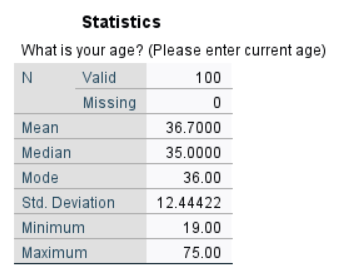 Statistics
What is your age? (Please enter current age)
N Valid 100
Missing 0
Mean 36.7000
Median 35.0000
Mode 36.00
Std. Deviation 12.44422
Minimum 19.00
Maximum 75.00